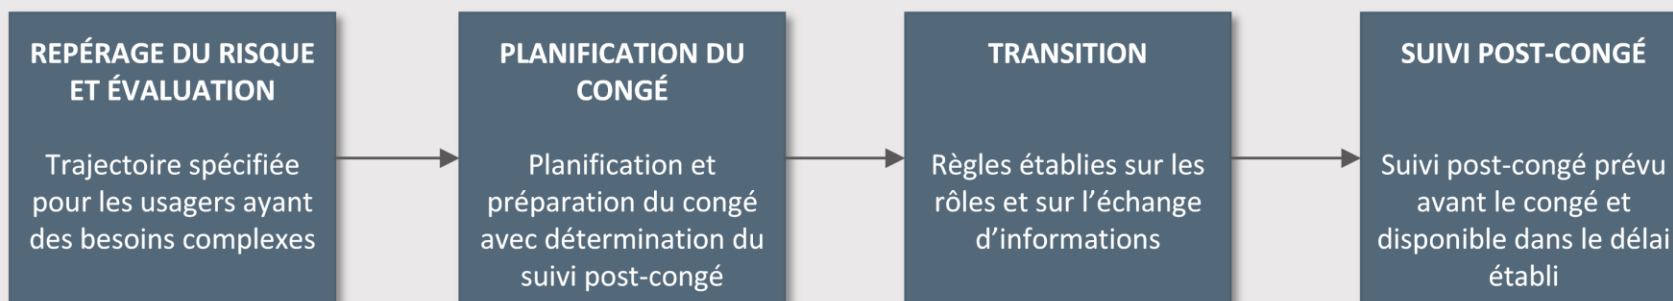 REPÉRAGE DU RISQUE
ET ÉVALUATION
Trajectoire spécifiée
pour les usagers ayant
des besoins complexes
PLANIFICATION DU
CONGÉ
Planification et
préparation du congé
avec détermination du
suivi post-congé
TRANSITION
Règles établies sur les
rôles et sur l’échange
d’informations
SUIVI POST-CONGÉ
Suivi post-congé prévu
avant le congé et
disponible dans le délai
établi